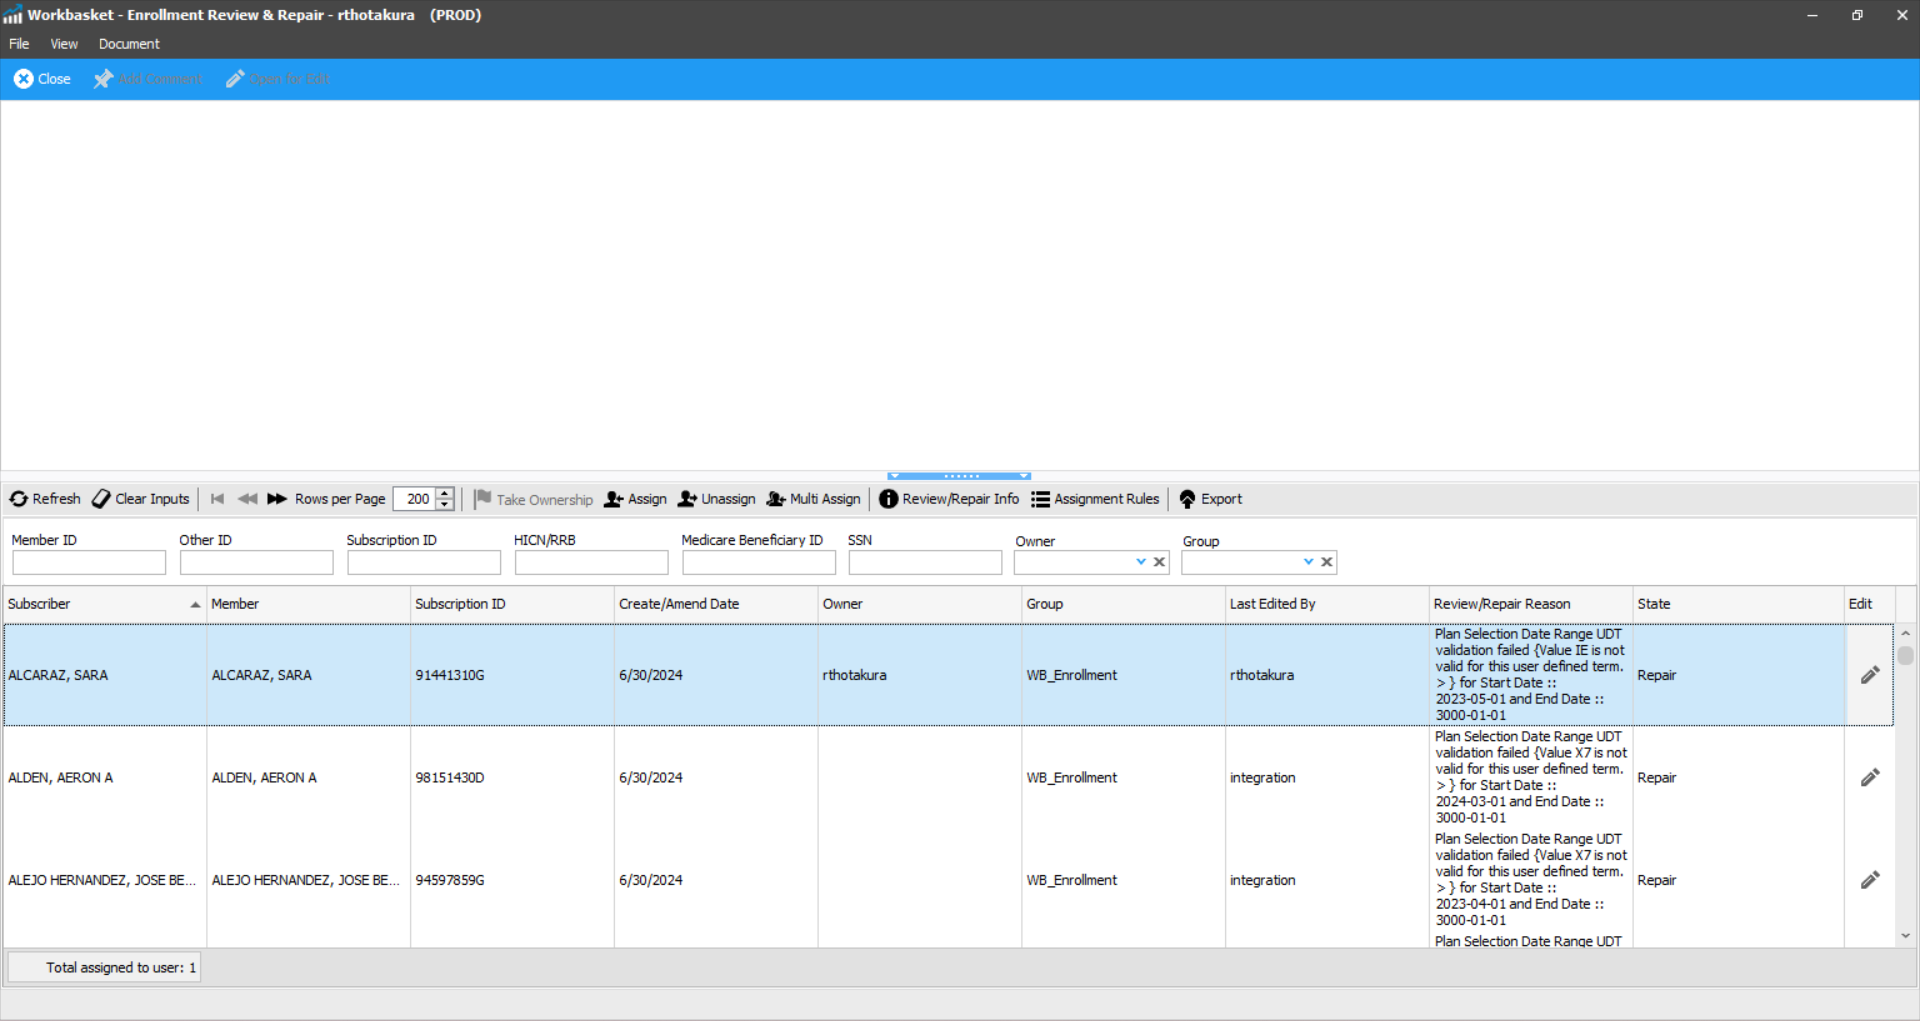 Workbasket - Enrollment Review & Repair - rthotakura (PROD)
File View Document
Close Add Comment Open for Edit
Refresh Clear Inputs Rows per Page 200 Take Ownership Assign Unassign Multi Assign Review/Repair Info Assignment Rules Export
Member ID Other ID Subscription ID HICN/RRB Medicare Beneficiary ID SSN Owner Group
Subscriber Member Subscription ID Create/Amend Date Owner Group Last Edited By Review/Repair Reason State Edit
Plan Selection Date Range UDT
validation failed {Value IE is not
valid for this user defined term.
ALCARAZ, SARA ALCARAZ, SARA 91441310G 6/30/2024 rthotakura WB_Enrollment rthotakura > } for Start Date :: Repair
2023-05-01 and End Date ::
3000-01-01
Plan Selection Date Range UDT
validation failed {Value X7 is not
valid for this user defined term.
ALDEN, AERON A ALDEN, AERON A 98151430D 6/30/2024 WB_Enrollment integration > } for Start Date :: Repair
2024-03-01 and End Date ::
3000-01-01
Plan Selection Date Range UDT
validation failed {Value X7 is not
valid for this user defined term.
ALEJO HERNANDEZ, JOSE BE... ALEJO HERNANDEZ, JOSE BE... 94597859G 6/30/2024 WB_Enrollment integration > } for Start Date :: Repair
2023-04-01 and End Date ::
3000-01-01
Plan Selection Date Range UDT
Total assigned to user: 1